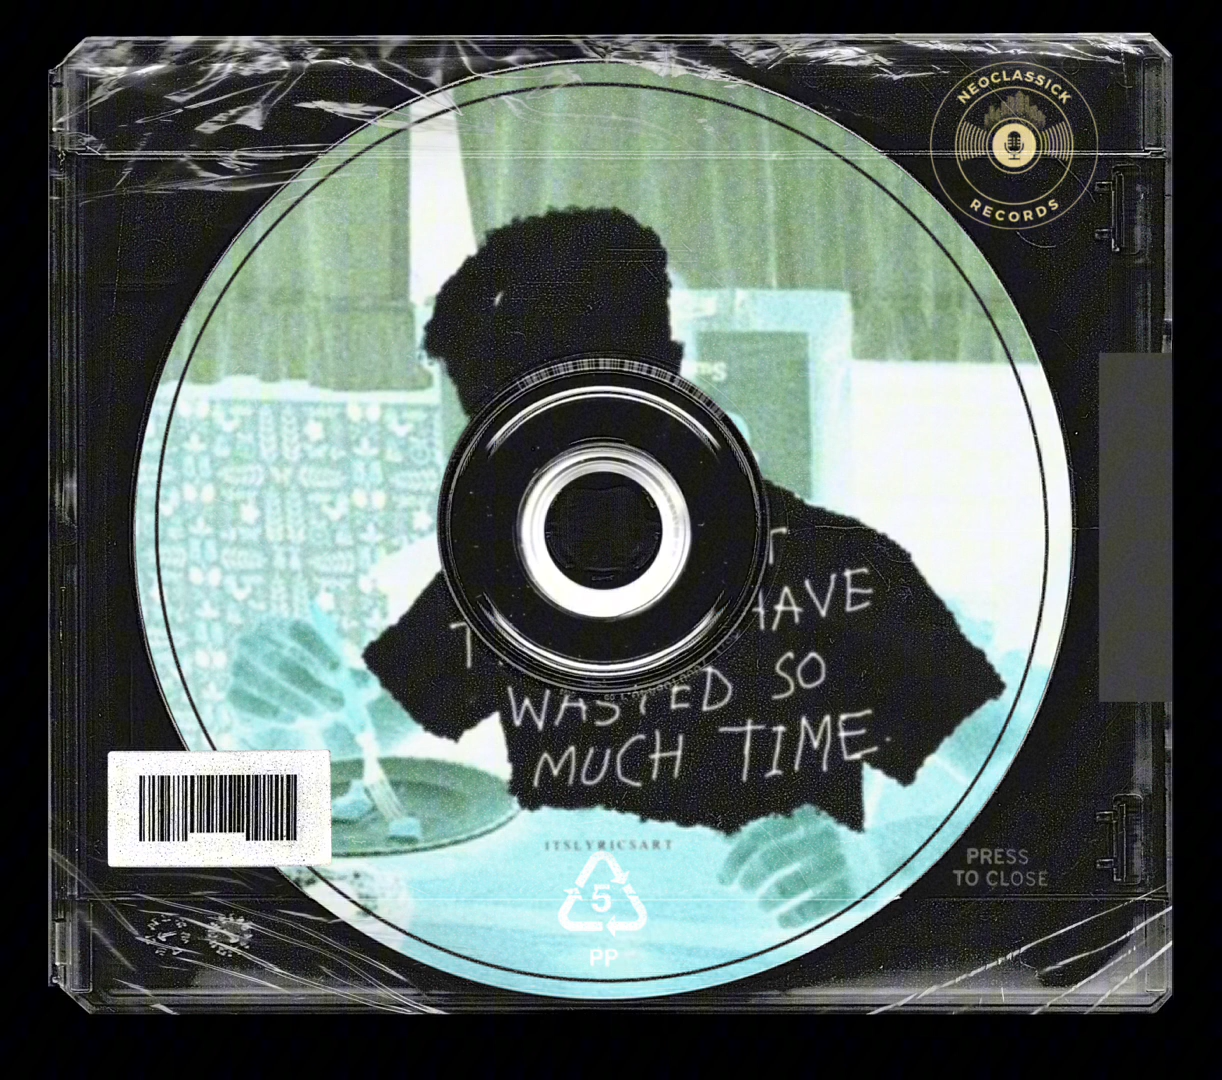 NEOCLASSICK
RECORDS
HAVE
WASTED SO
MUCH TIME
ITSLYRICSART
5
PP
PRESS
TO CLOSE